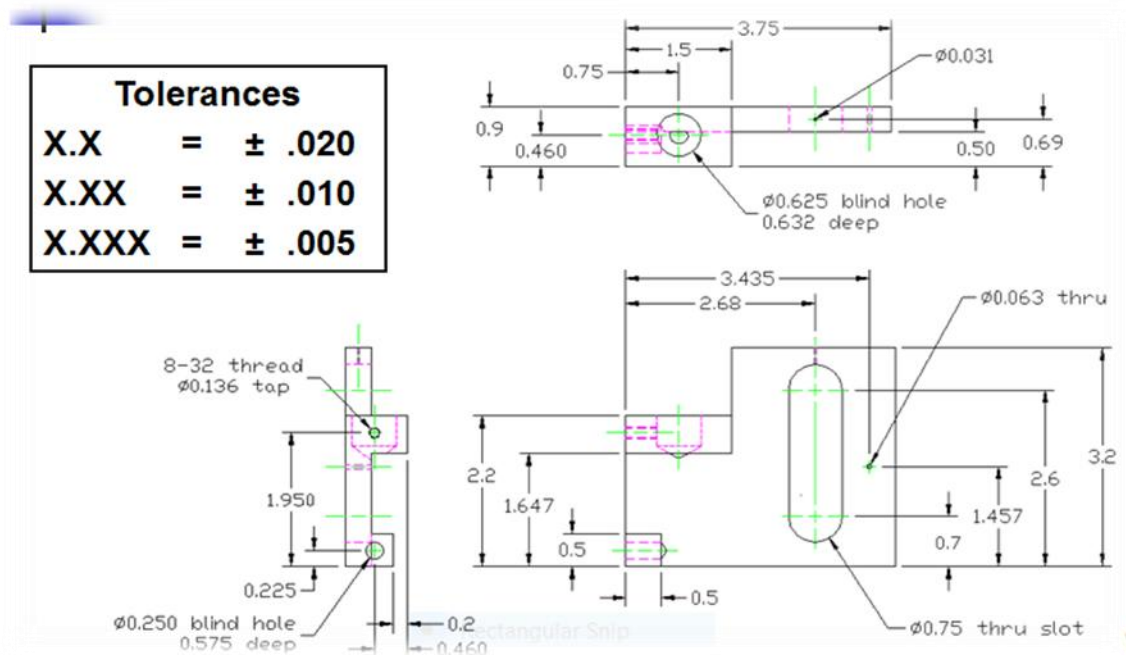 Tolerances
X.X = ± .020
X.XX = ± .010
X.XXX = ± .005
3.75
1.5
0.75
Ø0.031
0.9
0.460
0.50
0.69
Ø0.625 blind hole
0.632 deep
3.435
2.68
Ø0.063 thru
8-32 thread
Ø0.136 tap
1.950
0.225
Ø0.250 blind hole
0.575 deep
0.2
0.460
2.2
1.647
0.5
0.5
3.2
2.6
1.457
0.7
Ø0.75 thru slot
Rectangular Snip